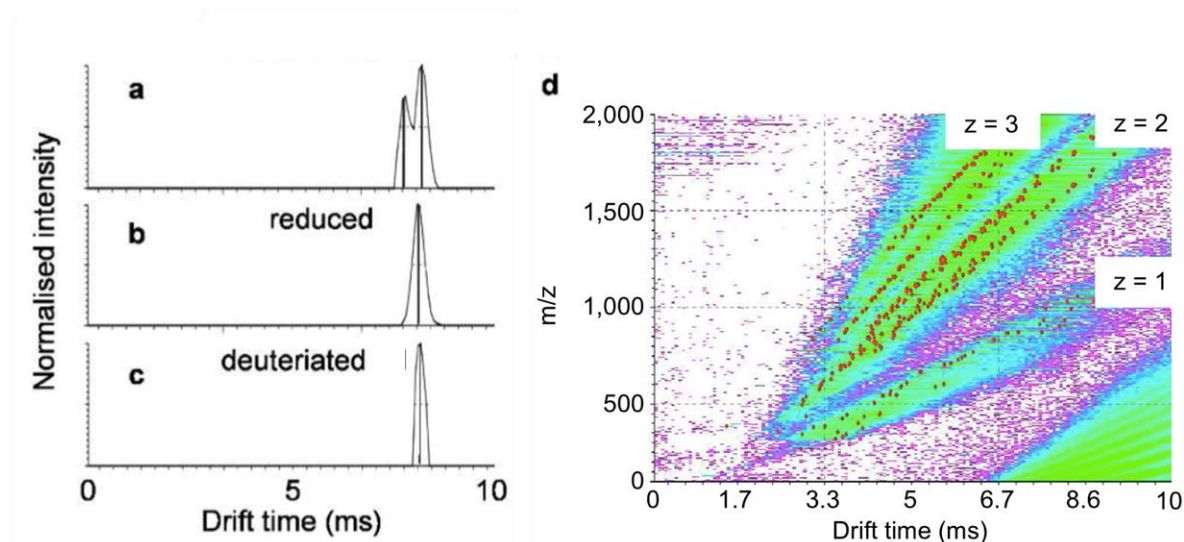 a
reduced
b
deuteriated
c
Normalised intensity
0 5 10
Drift time (ms)
d
z = 3
z = 2
z = 1
2,000
1,500
1,000
500
0
m/z
0 1.7 3.3 5 6.7 8.6 10
Drift time (ms)